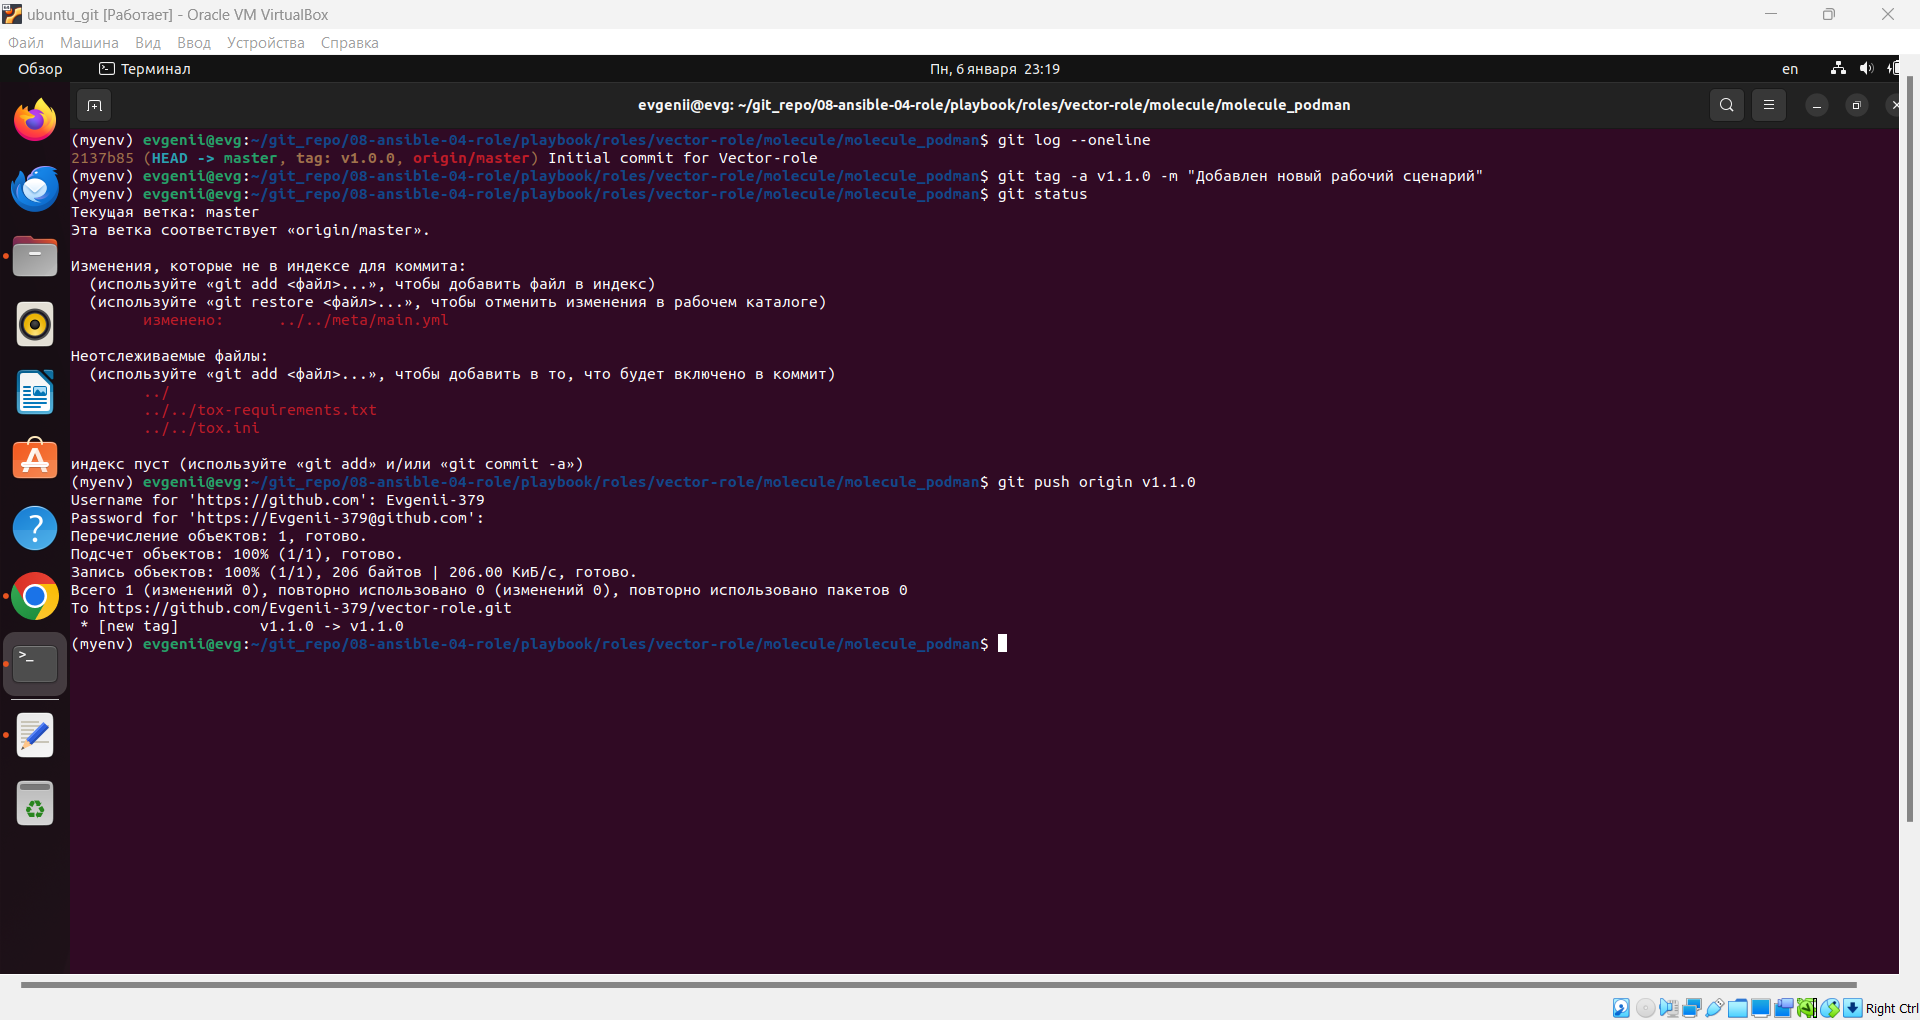 ubuntu_git [Работает] - Oracle VM VirtualBox
Файл Машина Вид Ввод Устройства Справка
Обзор Терминал Пн, 6 января 23:19 en
evgenii@evg: ~/git_repo/08-ansible-04-role/playbook/roles/vector-role/molecule/molecule_podman
(myenv) evgenii@evg:~/git_repo/08-ansible-04-role/playbook/roles/vector-role/molecule/molecule_podman$ git log --oneline
2137b85 (HEAD -> master, tag: v1.0.0, origin/master) Initial commit for Vector-role
(myenv) evgenii@evg:~/git_repo/08-ansible-04-role/playbook/roles/vector-role/molecule/molecule_podman$ git tag -a v1.1.0 -m "Добавлен новый рабочий сценарий"
(myenv) evgenii@evg:~/git_repo/08-ansible-04-role/playbook/roles/vector-role/molecule/molecule_podman$ git status
Текущая ветка: master
Эта ветка соответствует «origin/master».
Изменения, которые не в индексе для коммита:
(используйте «git add <файл>...», чтобы добавить файл в индекс)
(используйте «git restore <файл>...», чтобы отменить изменения в рабочем каталоге)
изменено: ../../meta/main.yml
Неотслеживаемые файлы:
(используйте «git add <файл>...», чтобы добавить в то, что будет включено в коммит)
../
../../tox-requirements.txt
../../tox.ini
индекс пуст (используйте «git add» и/или «git commit -a»)
(myenv) evgenii@evg:~/git_repo/08-ansible-04-role/playbook/roles/vector-role/molecule/molecule_podman$ git push origin v1.1.0
Username for 'https://github.com': Evgenii-379
Password for 'https://Evgenii-379@github.com':
Перечисление объектов: 1, готово.
Подсчет объектов: 100% (1/1), готово.
Запись объектов: 100% (1/1), 206 байтов | 206.00 КиБ/с, готово.
Всего 1 (изменений 0), повторно использовано 0 (изменений 0), повторно использовано пакетов 0
To https://github.com/Evgenii-379/vector-role.git
* [new tag] v1.1.0 -> v1.1.0
(myenv) evgenii@evg:~/git_repo/08-ansible-04-role/playbook/roles/vector-role/molecule/molecule_podman$
Right Ctrl